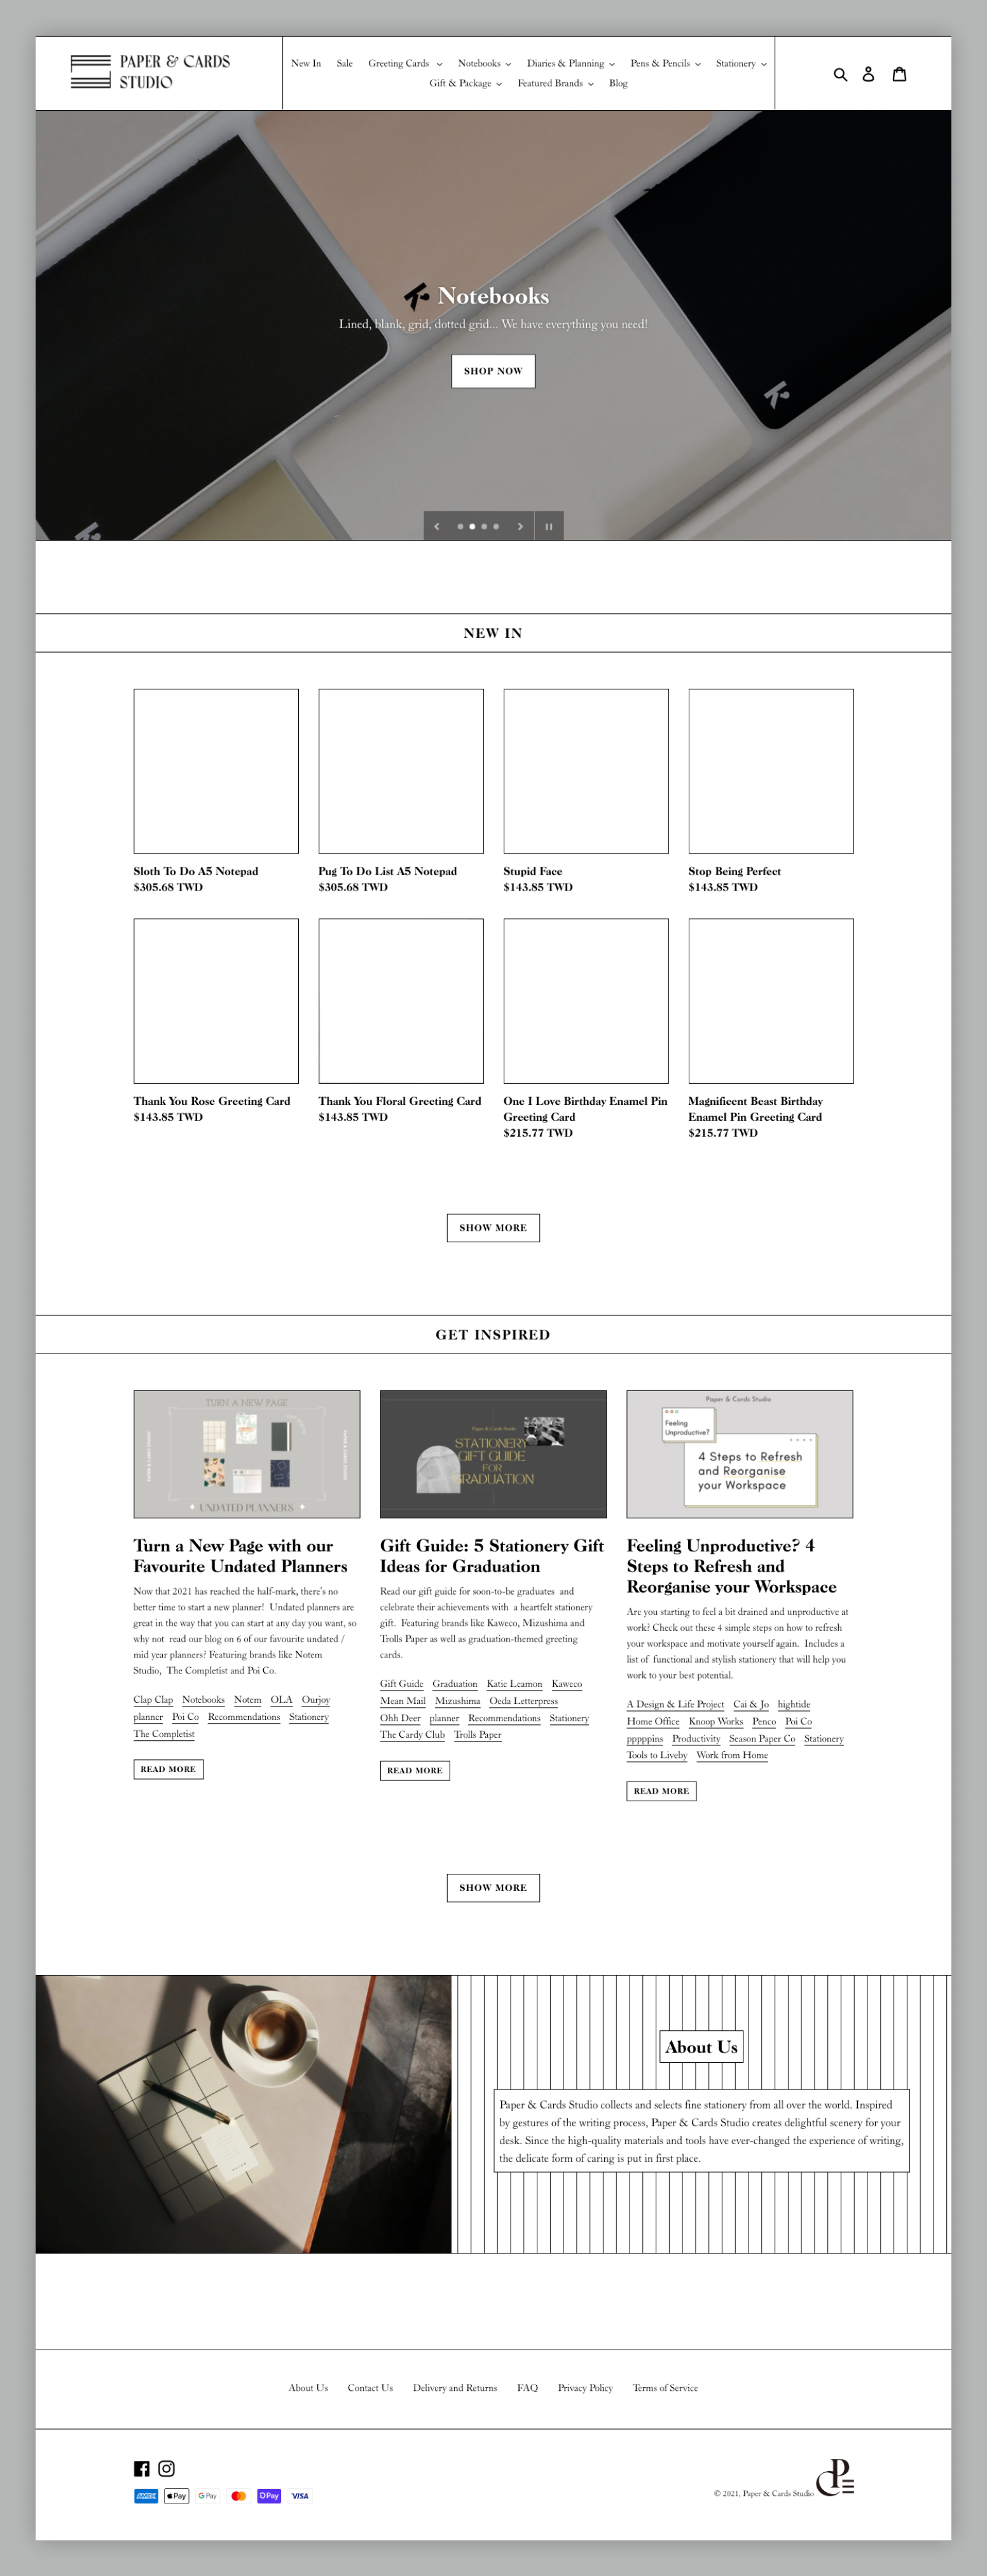 PAPER & CARDS
STUDIO
New In Sale Greeting Cards Notebooks Diaries & Planning Pens & Pencils Stationery
Gift & Package Featured Brands Blog
Notebooks
Lined, blank, grid, dotted grid... We have everything you need!
SHOP NOW
NEW IN
Sloth To Do A5 Notepad
$305.68 TWD
Pug To Do List A5 Notepad
$305.68 TWD
Stupid Face
$143.85 TWD
Stop Being Perfect
$143.85 TWD
Thank You Rose Greeting Card
$143.85 TWD
Thank You Floral Greeting Card
$143.85 TWD
One I Love Birthday Enamel Pin
Greeting Card
$215.77 TWD
Magnificent Beast Birthday
Enamel Pin Greeting Card
$215.77 TWD
SHOW MORE
GET INSPIRED
TURN A NEW PAGE
UNDATED PLANNERS
Turn a New Page with our
Favourite Undated Planners
Now that 2021 has reached the half-mark, there's no
better time to start a new planner! Undated planners are
great in the way that you can start at any day you want, so
why not read our blog on 6 of our favourite undated /
mid year planners? Featuring brands like Notem
Studio, The Completist and Poi Co.
Clap Clap Notebooks Notem OLA Ourjoy
planner Poi Co Recommendations Stationery
The Completist
READ MORE
Paper & Cards Studio
STATIONERY
GIFT GUIDE
FOR
GRADUATION
Gift Guide: 5 Stationery Gift
Ideas for Graduation
Read our gift guide for soon-to-be graduates and
celebrate their achievements with a heartfelt stationery
gift. Featuring brands like Kaweco, Mizushima and
Trolls Paper as well as graduation-themed greeting
cards.
Gift Guide Graduation Katie Leamon Kaweco
Mean Mail Mizushima Oeda Letterpress
Ohh Deer planner Recommendations Stationery
The Cardy Club Trolls Paper
READ MORE
Paper & Cards Studio
Feeling
Unproductive?
4 Steps to Refresh
and Reorganise
your Workspace
Feeling Unproductive? 4
Steps to Refresh and
Reorganise your Workspace
Are you starting to feel a bit drained and unproductive at
work? Check out these 4 simple steps on how to refresh
your workspace and motivate yourself again. Includes a
list of functional and stylish stationery that will help you
work to your best potential.
A Design & Life Project Cai & Jo hightide
Home Office Knoop Works Penco Poi Co
pppppins Productivity Season Paper Co Stationery
Tools to Liveby Work from Home
READ MORE
SHOW MORE
About Us
Paper & Cards Studio collects and selects fine stationery from all over the world. Inspired
by gestures of the writing process, Paper & Cards Studio creates delightful scenery for your
desk. Since the high-quality materials and tools have ever-changed the experience of writing,
the delicate form of caring is put in first place.
About Us Contact Us Delivery and Returns FAQ Privacy Policy Terms of Service
AMEX Pay G Pay Pay VISA
© 2021, Paper & Cards Studio